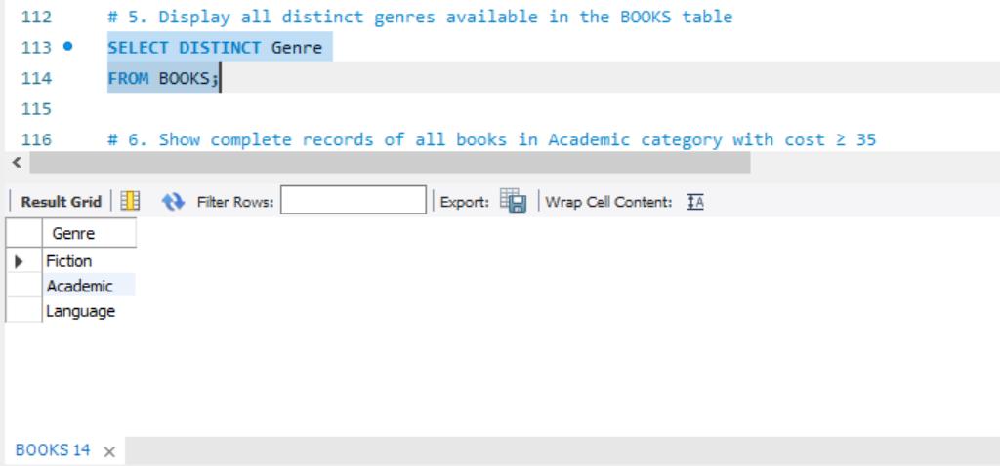 112 # 5. Display all distinct genres available in the BOOKS table
113 SELECT DISTINCT Genre
114 FROM BOOKS;
115
116 # 6. Show complete records of all books in Academic category with cost ≥ 35
Result Grid Filter Rows: Export: Wrap Cell Content: IA
Genre
Fiction
Academic
Language
BOOKS 14 ×